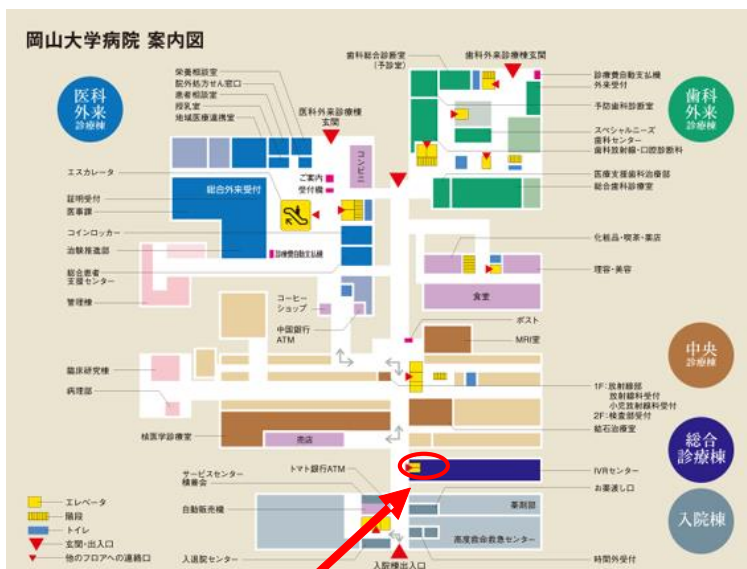 岡山大学病院 案内図
医科
外来
診療棟
栄養相談室
院外処方せん窓口
患者相談室
授乳室
地域医療連携室
医科外来診療棟
玄関
歯科総合診断室
(予診室)
歯科外来診療棟玄関
診療費自動支払機
外来受付
予防歯科診断室
スペシャルニーズ
歯科センター
歯科放射線・口腔診断科
医療支援歯科治療部
総合歯科診療室
歯科
外来
診療棟
エスカレータ
証明受付
医事課
コインロッカー
治験推進部
総合患者
支援センター
管理棟
総合外来受付
ご案内
受付機
コンビニ
診療費自動支払機
化粧品・喫茶・薬店
理容・美容
食堂
コーヒー
ショップ
中国銀行
ATM
ポスト
MRI室
中央
診療棟
臨床研究棟
病理部
1F:放射線部
放射線科受付
小児放射線科受付
2F:検査部受付
結石治療室
核医学診療室
売店
総合
診療棟
IVRセンター
トマト銀行ATM
サービスセンター
積善会
自動販売機
入退院センター
お薬渡し口
薬剤部
高度救命救急センター
時間外受付
入院棟出入口
入院棟
エレベータ
階段
トイレ
玄関・出入口
他のフロアへの連絡口